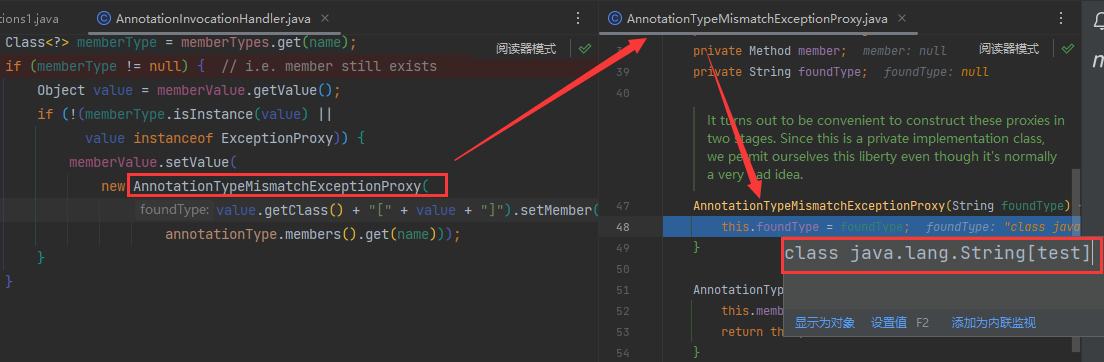 ctions1.java
AnnotationInvocationHandler.java ×
Class<?> memberType = memberTypes.get(name);
阅读器模式
if (memberType != null) {  // i.e. member still exists
Object value = memberValue.getValue();
if (!(memberType.isInstance(value) ||
value instanceof ExceptionProxy)) {
memberValue.setValue(
new AnnotationTypeMismatchExceptionProxy(
foundType: value.getClass() + "[" + value + "]").setMember(
annotationType.members().get(name)));
}
}
AnnotationTypeMismatchExceptionProxy.java ×
private Method member;  member: null
阅读器模式
39 private String foundType;  foundType: null
40
It turns out to be convenient to construct these proxies in
two stages. Since this is a private implementation class,
we permit ourselves this liberty even though it's normally
a very bad idea.
47 AnnotationTypeMismatchExceptionProxy(String foundType)
48 this.foundType = foundType;  foundType: "class java
49 }
class java.lang.String[test]
50
51 AnnotationTyp
52 this.memb
53 return th
54 }
显示为对象 设置值 F2 添加为内联监视